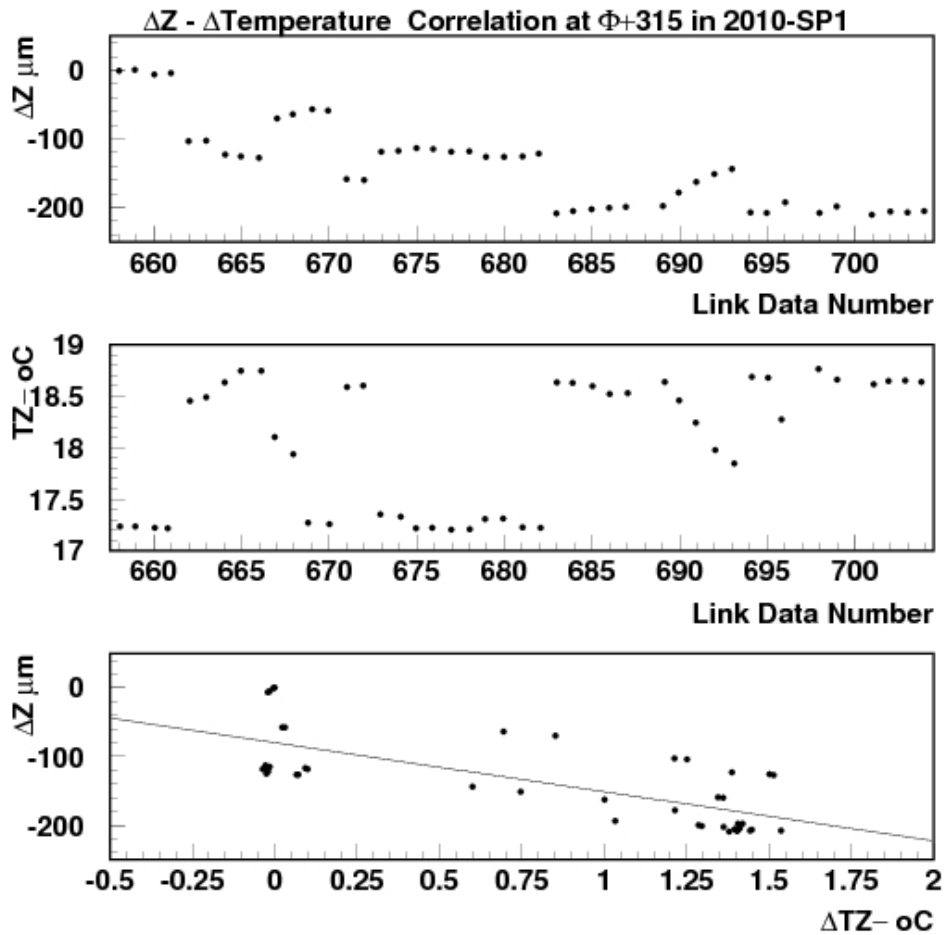 ΔZ - ΔTemperature Correlation at Φ+315 in 2010-SP1
ΔZ μm
0
-100
-200
660 665 670 675 680 685 690 695 700
Link Data Number
TZ- oC
19
18.5
18
17.5
17
660 665 670 675 680 685 690 695 700
Link Data Number
ΔZ μm
0
-100
-200
-0.5 -0.25 0 0.25 0.5 0.75 1 1.25 1.5 1.75 2
ΔTZ- oC